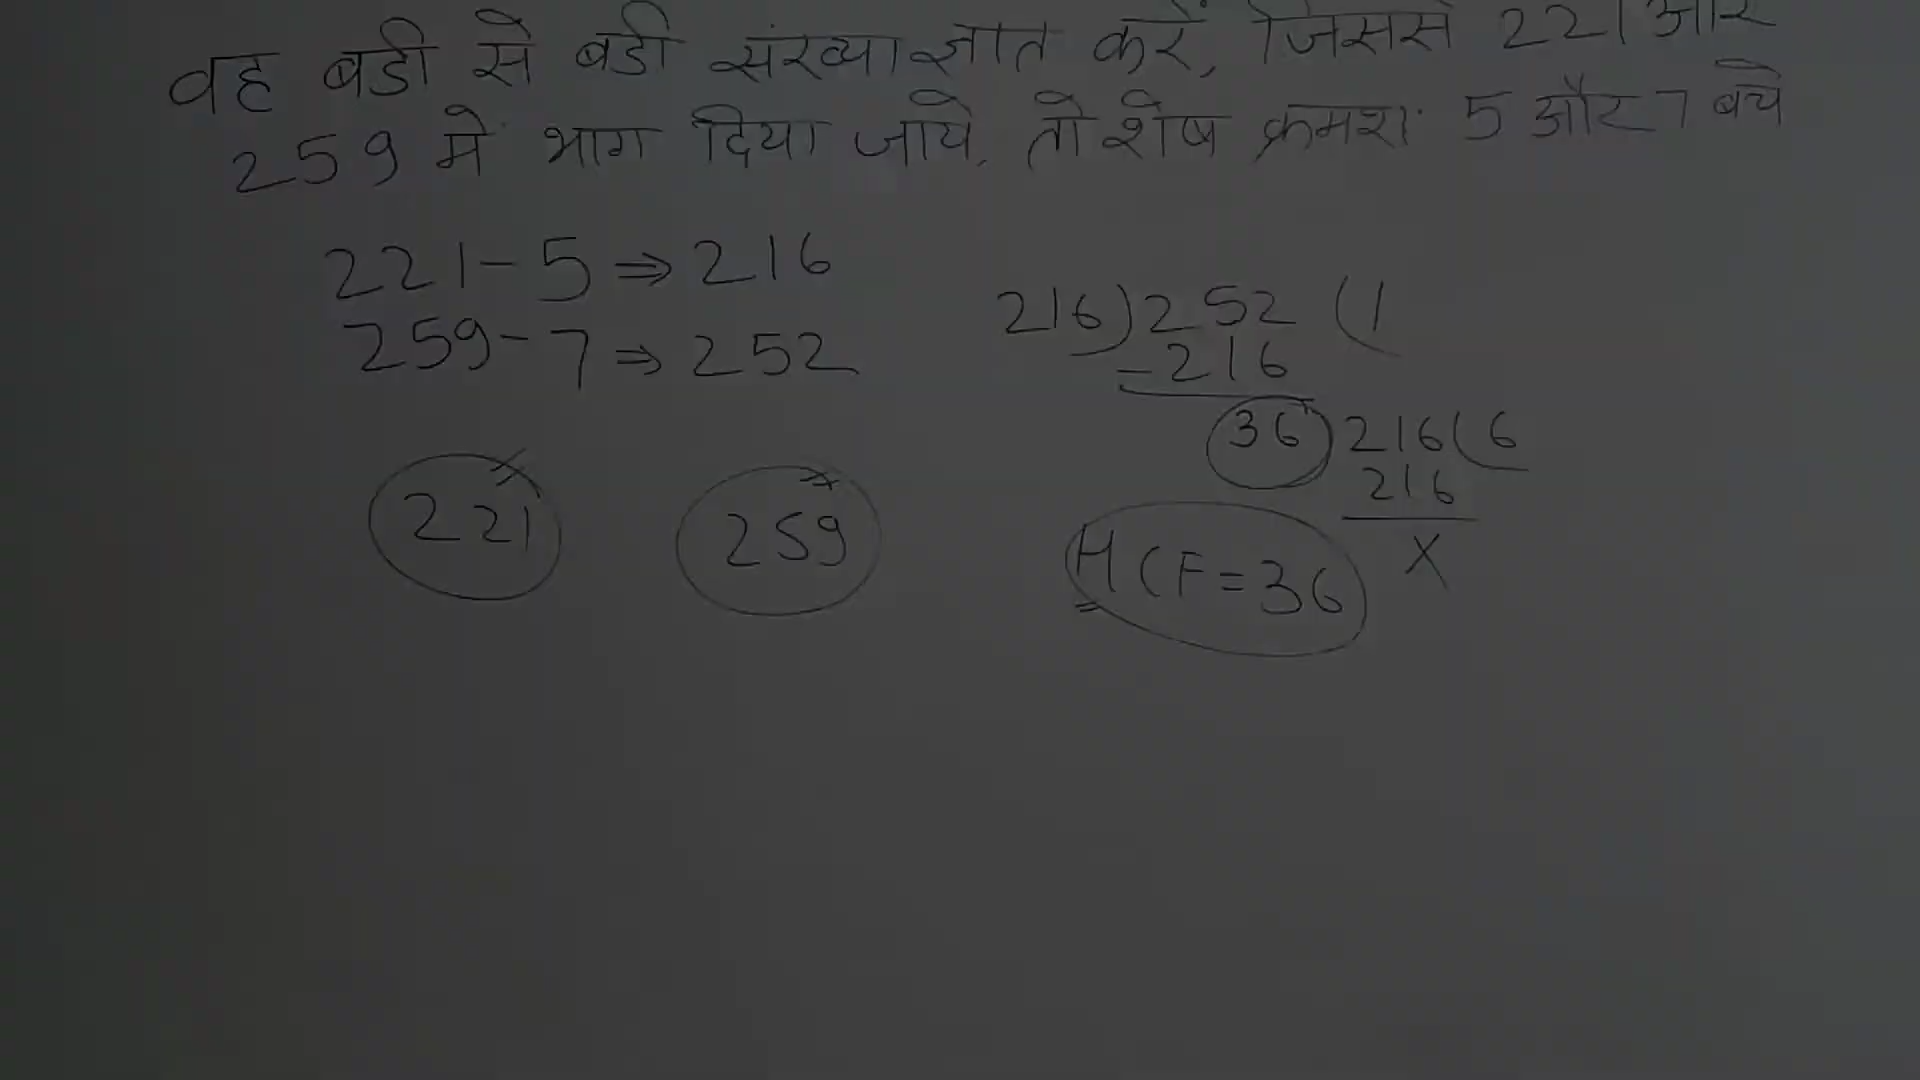 वह बडी से बडी संख्या ज्ञात करें, जिससे 221 और
259 में भाग दिया जाये, तो शेष क्रमशः 5 और 7 बचे
221-5⇒216
259-7⇒252
216)252(1
-216
36)216(6
216
X
221
259
HCF=36